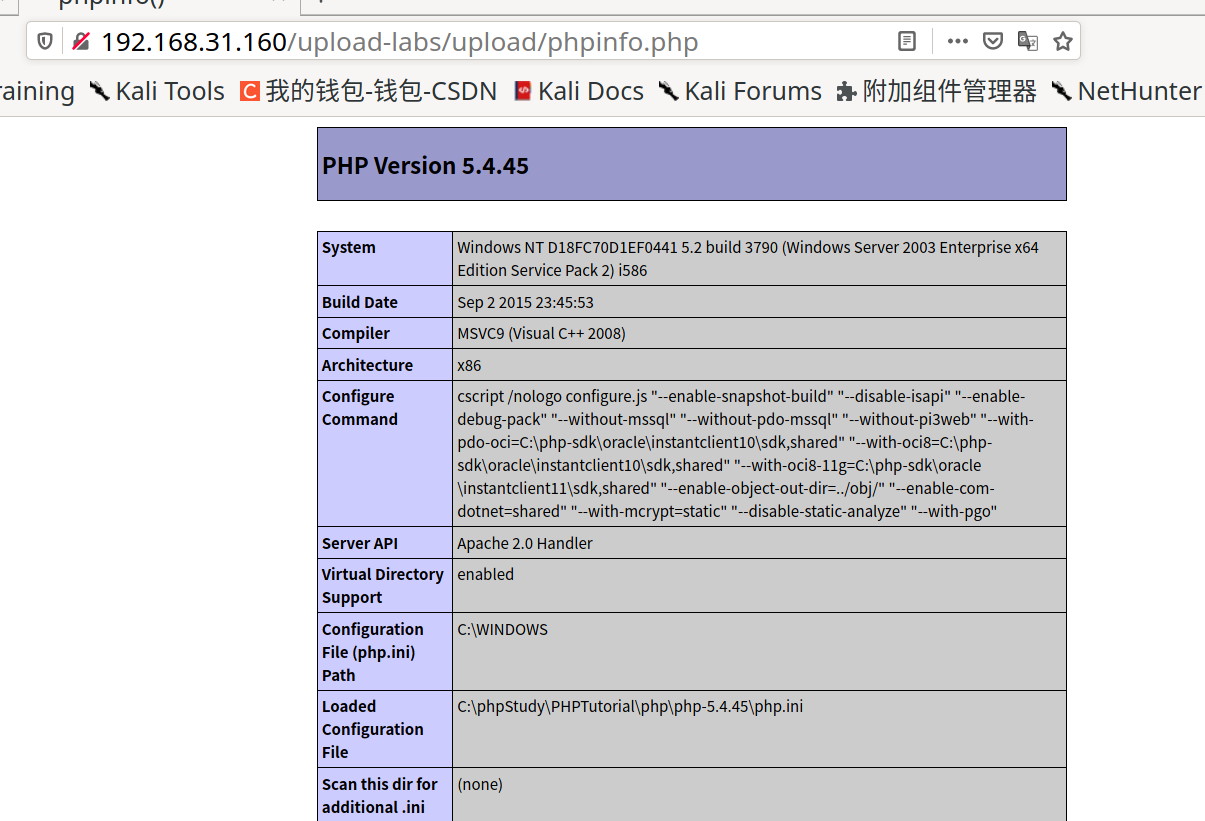 phpinfo()
192.168.31.160/upload-labs/upload/phpinfo.php
raining Kali Tools 我的钱包-钱包-CSDN Kali Docs Kali Forums 附加组件管理器 NetHunter
PHP Version 5.4.45
System
Windows NT D18FC70D1EF0441 5.2 build 3790 (Windows Server 2003 Enterprise x64
Edition Service Pack 2) i586
Build Date
Sep 2 2015 23:45:53
Compiler
MSVC9 (Visual C++ 2008)
Architecture
x86
Configure
Command
cscript /nologo configure.js "--enable-snapshot-build" "--disable-isapi" "--enable-
debug-pack" "--without-mssql" "--without-pdo-mssql" "--without-pi3web" "--with-
pdo-oci=C:\php-sdk\oracle\instantclient10\sdk,shared" "--with-oci8=C:\php-
sdk\oracle\instantclient10\sdk,shared" "--with-oci8-11g=C:\php-sdk\oracle
\instantclient11\sdk,shared" "--enable-object-out-dir=../obj/" "--enable-com-
dotnet=shared" "--with-mcrypt=static" "--disable-static-analyze" "--with-pgo"
Server API
Apache 2.0 Handler
Virtual Directory
Support
enabled
Configuration
File (php.ini)
Path
C:\WINDOWS
Loaded
Configuration
File
C:\phpStudy\PHPTutorial\php\php-5.4.45\php.ini
Scan this dir for
additional .ini
(none)